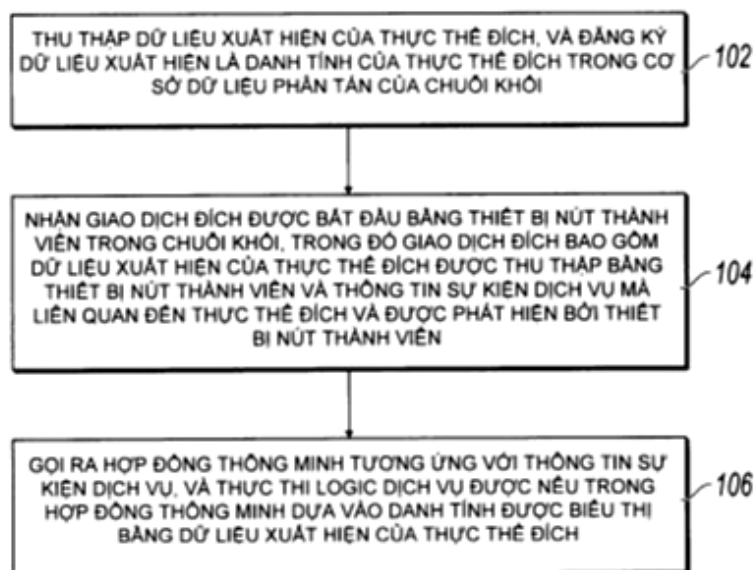 THU THẬP DỮ LIỆU XUẤT HIỆN CỦA THỰC THỂ ĐÍCH, VÀ ĐĂNG KÝ
DỮ LIỆU XUẤT HIỆN LÀ DANH TÍNH CỦA THỰC THỂ ĐÍCH TRONG CƠ
SỞ DỮ LIỆU PHÂN TÁN CỦA CHUỖI KHỐI
102
NHẬN GIAO DỊCH ĐÍCH ĐƯỢC BẮT ĐẦU BẰNG THIẾT BỊ NÚT THÀNH
VIÊN TRONG CHUỖI KHỐI, TRONG ĐÓ GIAO DỊCH ĐÍCH BAO GỒM
DỮ LIỆU XUẤT HIỆN CỦA THỰC THỂ ĐÍCH ĐƯỢC THU THẬP BẰNG
THIẾT BỊ NÚT THÀNH VIÊN VÀ THÔNG TIN SỰ KIỆN DỊCH VỤ MÀ
LIÊN QUAN ĐẾN THỰC THỂ ĐÍCH VÀ ĐƯỢC PHÁT HIỆN BỞI THIẾT
BỊ NÚT THÀNH VIÊN
104
GỌI RA HỢP ĐỒNG THÔNG MINH TƯƠNG ỨNG VỚI THÔNG TIN SỰ
KIỆN DỊCH VỤ, VÀ THỰC THI LOGIC DỊCH VỤ ĐƯỢC NÊU TRONG
HỢP ĐỒNG THÔNG MINH DỰA VÀO DANH TÍNH ĐƯỢC BIỂU THỊ
BẰNG DỮ LIỆU XUẤT HIỆN CỦA THỰC THỂ ĐÍCH
106